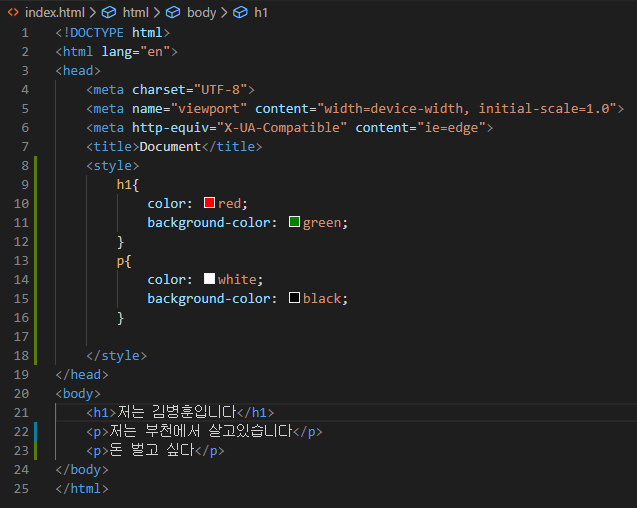 index.html > html > body > h1
1 <!DOCTYPE html>
2 <html lang="en">
3 <head>
4     <meta charset="UTF-8">
5     <meta name="viewport" content="width=device-width, initial-scale=1.0">
6     <meta http-equiv="X-UA-Compatible" content="ie=edge">
7     <title>Document</title>
8     <style>
9         h1{
10             color: red;
11             background-color: green;
12         }
13         p{
14             color: white;
15             background-color: black;
16         }
17
18     </style>
19 </head>
20 <body>
21     <h1>저는 김병훈입니다</h1>
22     <p>저는 부천에서 살고있습니다</p>
23     <p>돈 벌고 싶다</p>
24 </body>
25 </html>